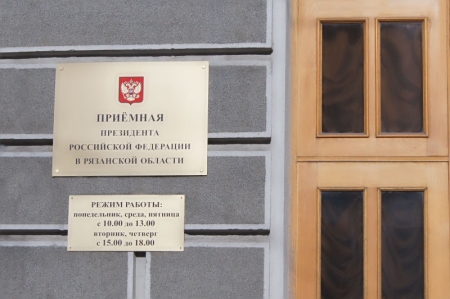 ПРИЁМНАЯ
ПРЕЗИДЕНТА
РОССИЙСКОЙ ФЕДЕРАЦИИ
В РЯЗАНСКОЙ ОБЛАСТИ
РЕЖИМ РАБОТЫ:
понедельник, среда, пятница
с 10.00 до 13.00
вторник, четверг
с 15.00 до 18.00